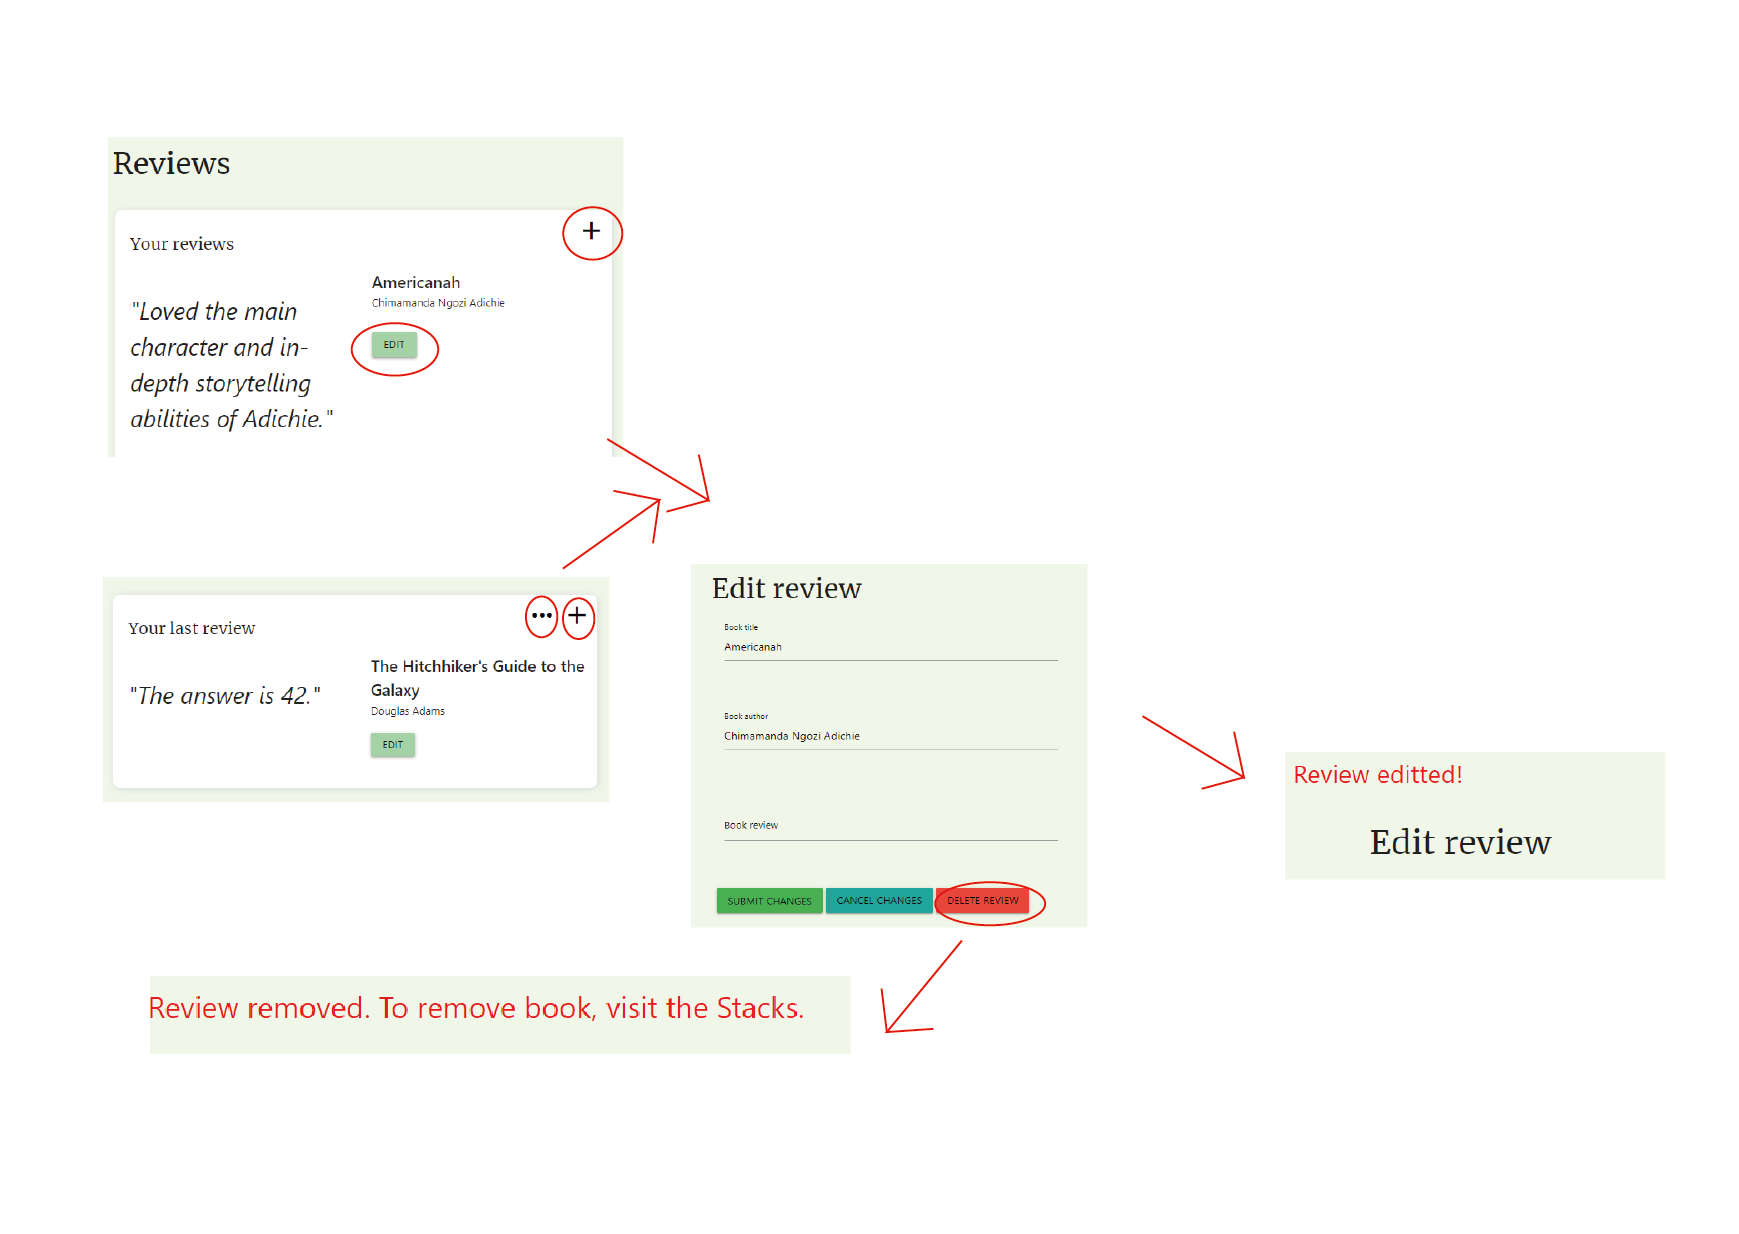 Reviews
+
Your reviews
Americanah
Chimamanda Ngozi Adichie
EDIT
"Loved the main
character and in-
depth storytelling
abilities of Adichie."
... +
Your last review
The Hitchhiker's Guide to the
Galaxy
Douglas Adams
"The answer is 42."
EDIT
Edit review
Book title
Americanah
Book author
Chimamanda Ngozi Adichie
Book review
SUBMIT CHANGES CANCEL CHANGES DELETE REVIEW
Review editted!
Edit review
Review removed. To remove book, visit the Stacks.